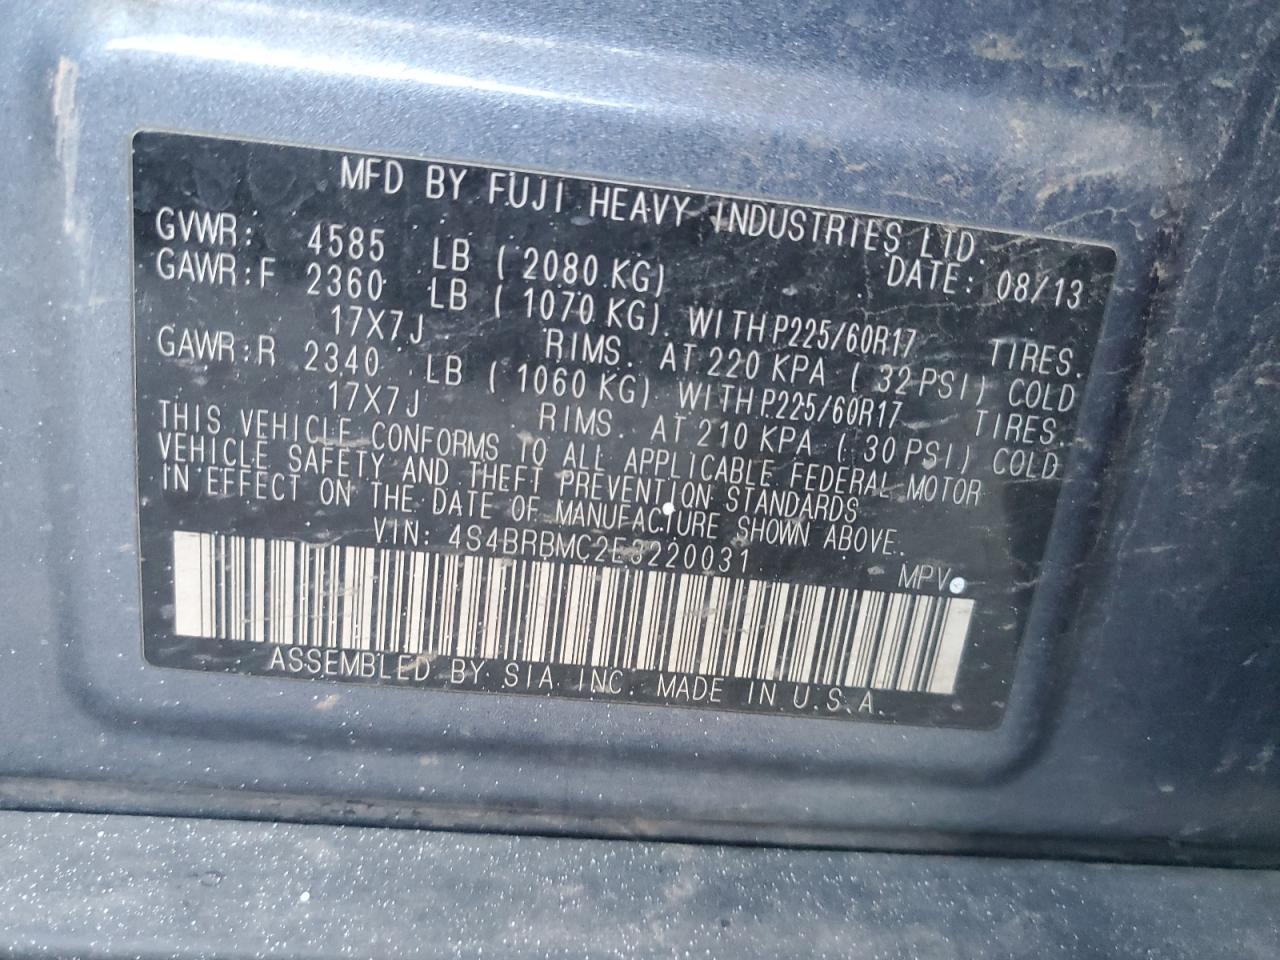 MFD BY FUJI HEAVY INDUSTRIES LTD.
DATE: 08/13
GVWR: 4585 LB (2080 KG)
GAWR:F 2360 LB (1070 KG) WITH P225/60R17 TIRES.
17X7J RIMS. AT 220 KPA (32 PSI) COLD
GAWR:R 2340 LB (1060 KG) WITH P.225/60R17 TIRES.
17X7J RIMS. AT 210 KPA (30 PSI) COLD
THIS VEHICLE CONFORMS TO ALL APPLICABLE FEDERAL MOTOR
VEHICLE SAFETY AND THEFT PREVENTION STANDARDS
IN EFFECT ON THE DATE OF MANUFACTURE SHOWN ABOVE.
VIN: 4S4BRBMC2E3220031 MPV
ASSEMBLED BY SIA INC. MADE IN U.S.A.